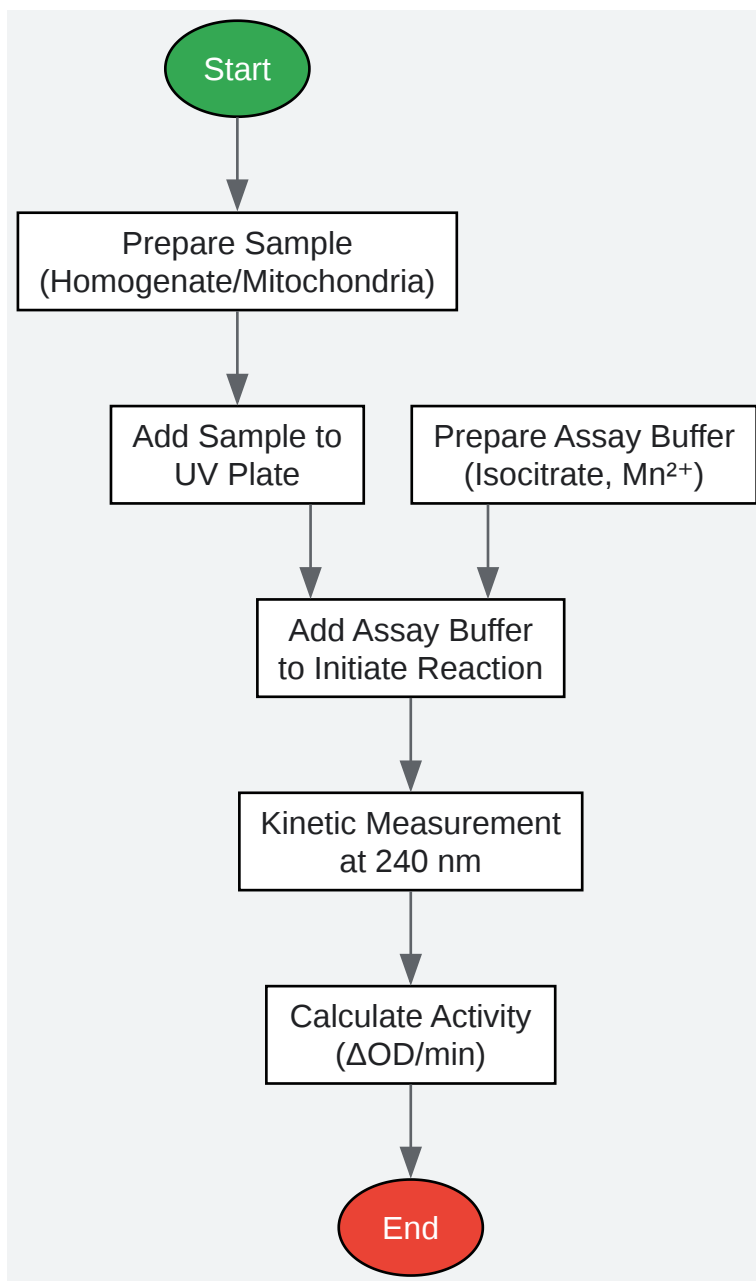 Start
Prepare Sample
(Homogenate/Mitochondria)
Add Sample to
UV Plate
Prepare Assay Buffer
(Isocitrate, Mn²⁺)
Add Assay Buffer
to Initiate Reaction
Kinetic Measurement
at 240 nm
Calculate Activity
(ΔOD/min)
End